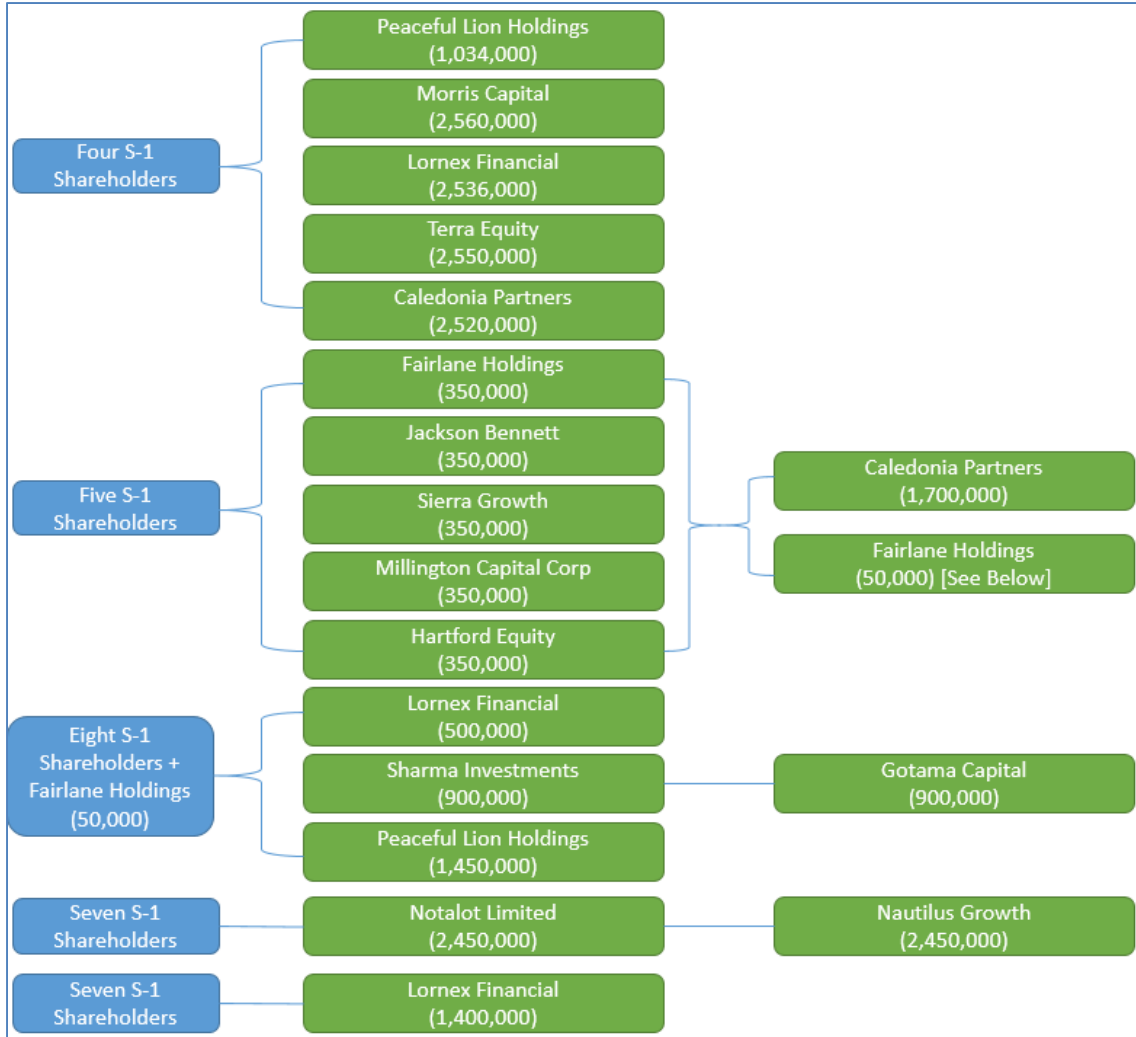 Four S-1
Shareholders
Peaceful Lion Holdings
(1,034,000)
Morris Capital
(2,560,000)
Lornex Financial
(2,536,000)
Terra Equity
(2,550,000)
Caledonia Partners
(2,520,000)
Five S-1
Shareholders
Fairlane Holdings
(350,000)
Jackson Bennett
(350,000)
Sierra Growth
(350,000)
Millington Capital Corp
(350,000)
Hartford Equity
(350,000)
Caledonia Partners
(1,700,000)
Fairlane Holdings
(50,000) [See Below]
Eight S-1
Shareholders +
Fairlane Holdings
(50,000)
Lornex Financial
(500,000)
Sharma Investments
(900,000)
Gotama Capital
(900,000)
Peaceful Lion Holdings
(1,450,000)
Seven S-1
Shareholders
Notalot Limited
(2,450,000)
Nautilus Growth
(2,450,000)
Seven S-1
Shareholders
Lornex Financial
(1,400,000)